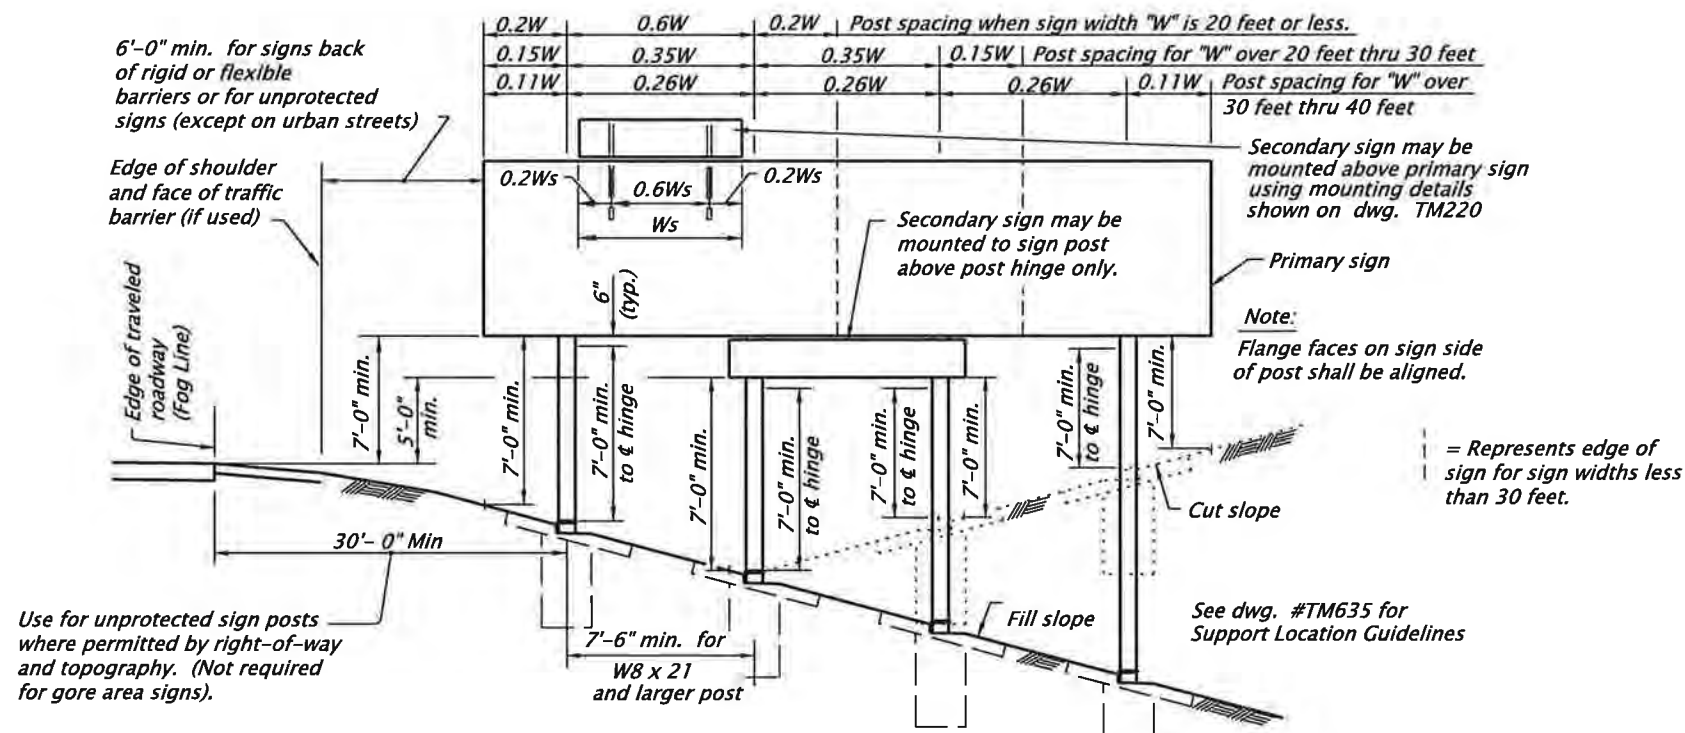 0.2W 0.6W 0.2W Post spacing when sign width "W" is 20 feet or less.
0.15W 0.35W 0.35W 0.15W Post spacing for "W" over 20 feet thru 30 feet
0.11W 0.26W 0.26W 0.26W 0.11W Post spacing for "W" over
30 feet thru 40 feet
6'-0" min. for signs back
of rigid or flexible
barriers or for unprotected
signs (except on urban streets)
Edge of shoulder
and face of traffic
barrier (if used)
Secondary sign may be
mounted above primary sign
using mounting details
shown on dwg. TM220
0.2Ws 0.6Ws 0.2Ws
Ws
Secondary sign may be
mounted to sign post
above post hinge only.
Primary sign
6"
(typ.)
Note:
Flange faces on sign side
of post shall be aligned.
Edge of traveled
roadway
(Fog Line)
7'-0" min.
5'-0"
min.
7'-0" min.
7'-0" min.
to ℄ hinge
7'-0" min.
7'-0" min.
to ℄ hinge
7'-0" min.
to ℄ hinge
7'-0" min.
7'-0" min.
to ℄ hinge
7'-0" min.
= Represents edge of
sign for sign widths less
than 30 feet.
Cut slope
30'- 0" Min
Use for unprotected sign posts
where permitted by right-of-way
and topography. (Not required
for gore area signs).
7'-6" min. for
W8 x 21
and larger post
Fill slope
See dwg. #TM635 for
Support Location Guidelines